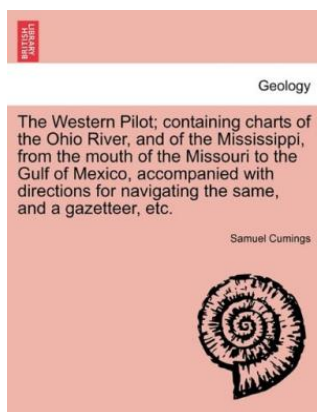 BRITISH
LIBRARY
Geology
The Western Pilot; containing charts of
the Ohio River, and of the Mississippi,
from the mouth of the Missouri to the
Gulf of Mexico, accompanied with
directions for navigating the same,
and a gazetteer, etc.
Samuel Cumings